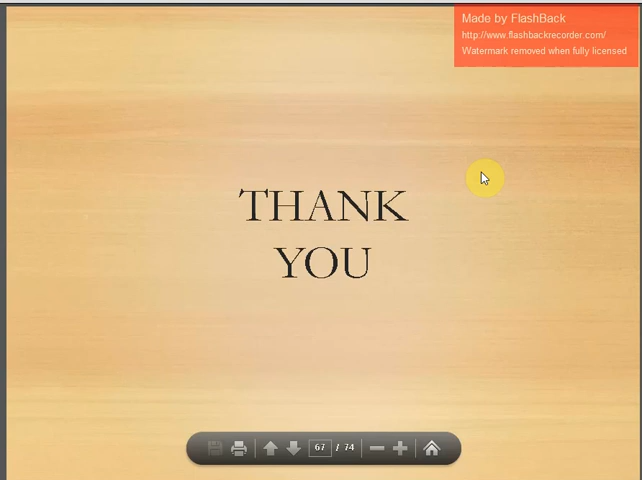 Made by FlashBack
http://www.flashbackrecorder.com/
Watermark removed when fully licensed
THANK
YOU
67 / 74